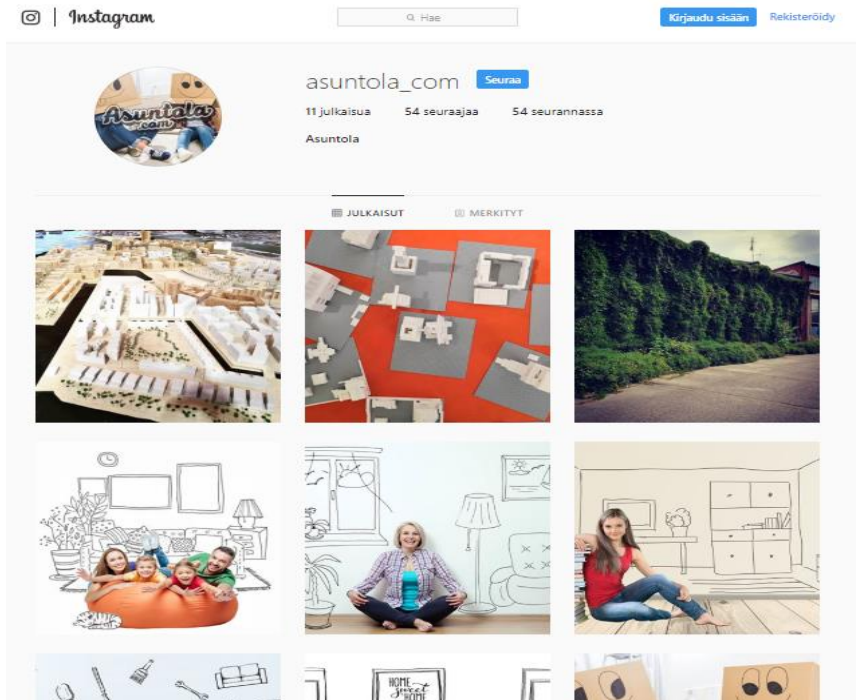 Instagram
Hae
Kirjaudu sisään
Rekisteröidy
asuntola_com
Seuraa
11 julkaisua 54 seuraajaa 54 seurannassa
Asuntola
Asuntola
.com
JULKAISUT
MERKITYT
HOME
sweet
HOME